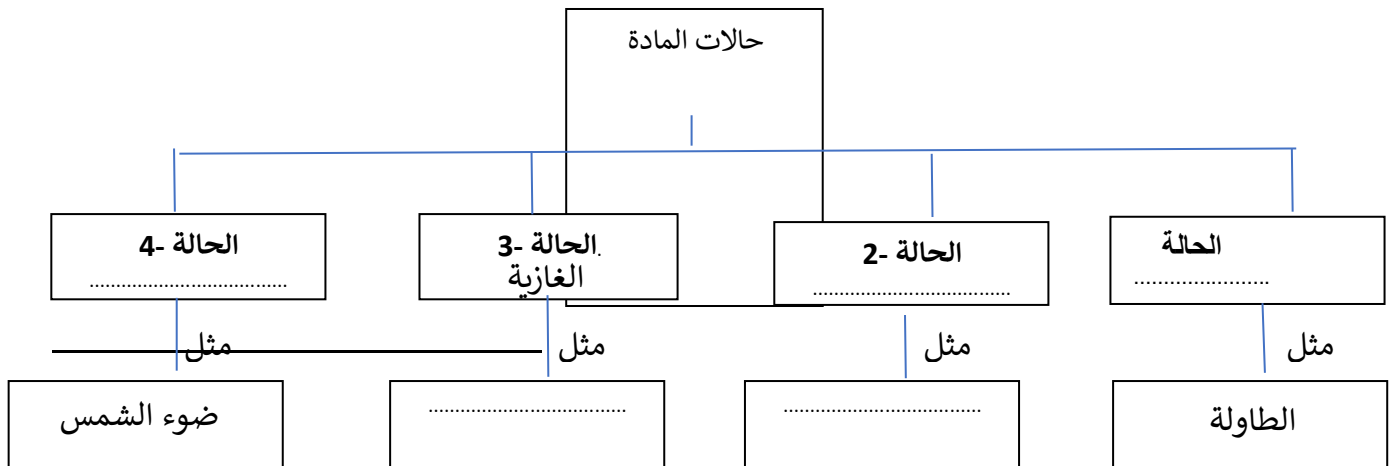 حالات المادة
الحالة
.......................
2- الحالة
..................................
3- الحالة.
الغازية
4- الحالة
..................................
مثل
مثل
مثل
مثل
الطاولة
..................................
..................................
ضوء الشمس